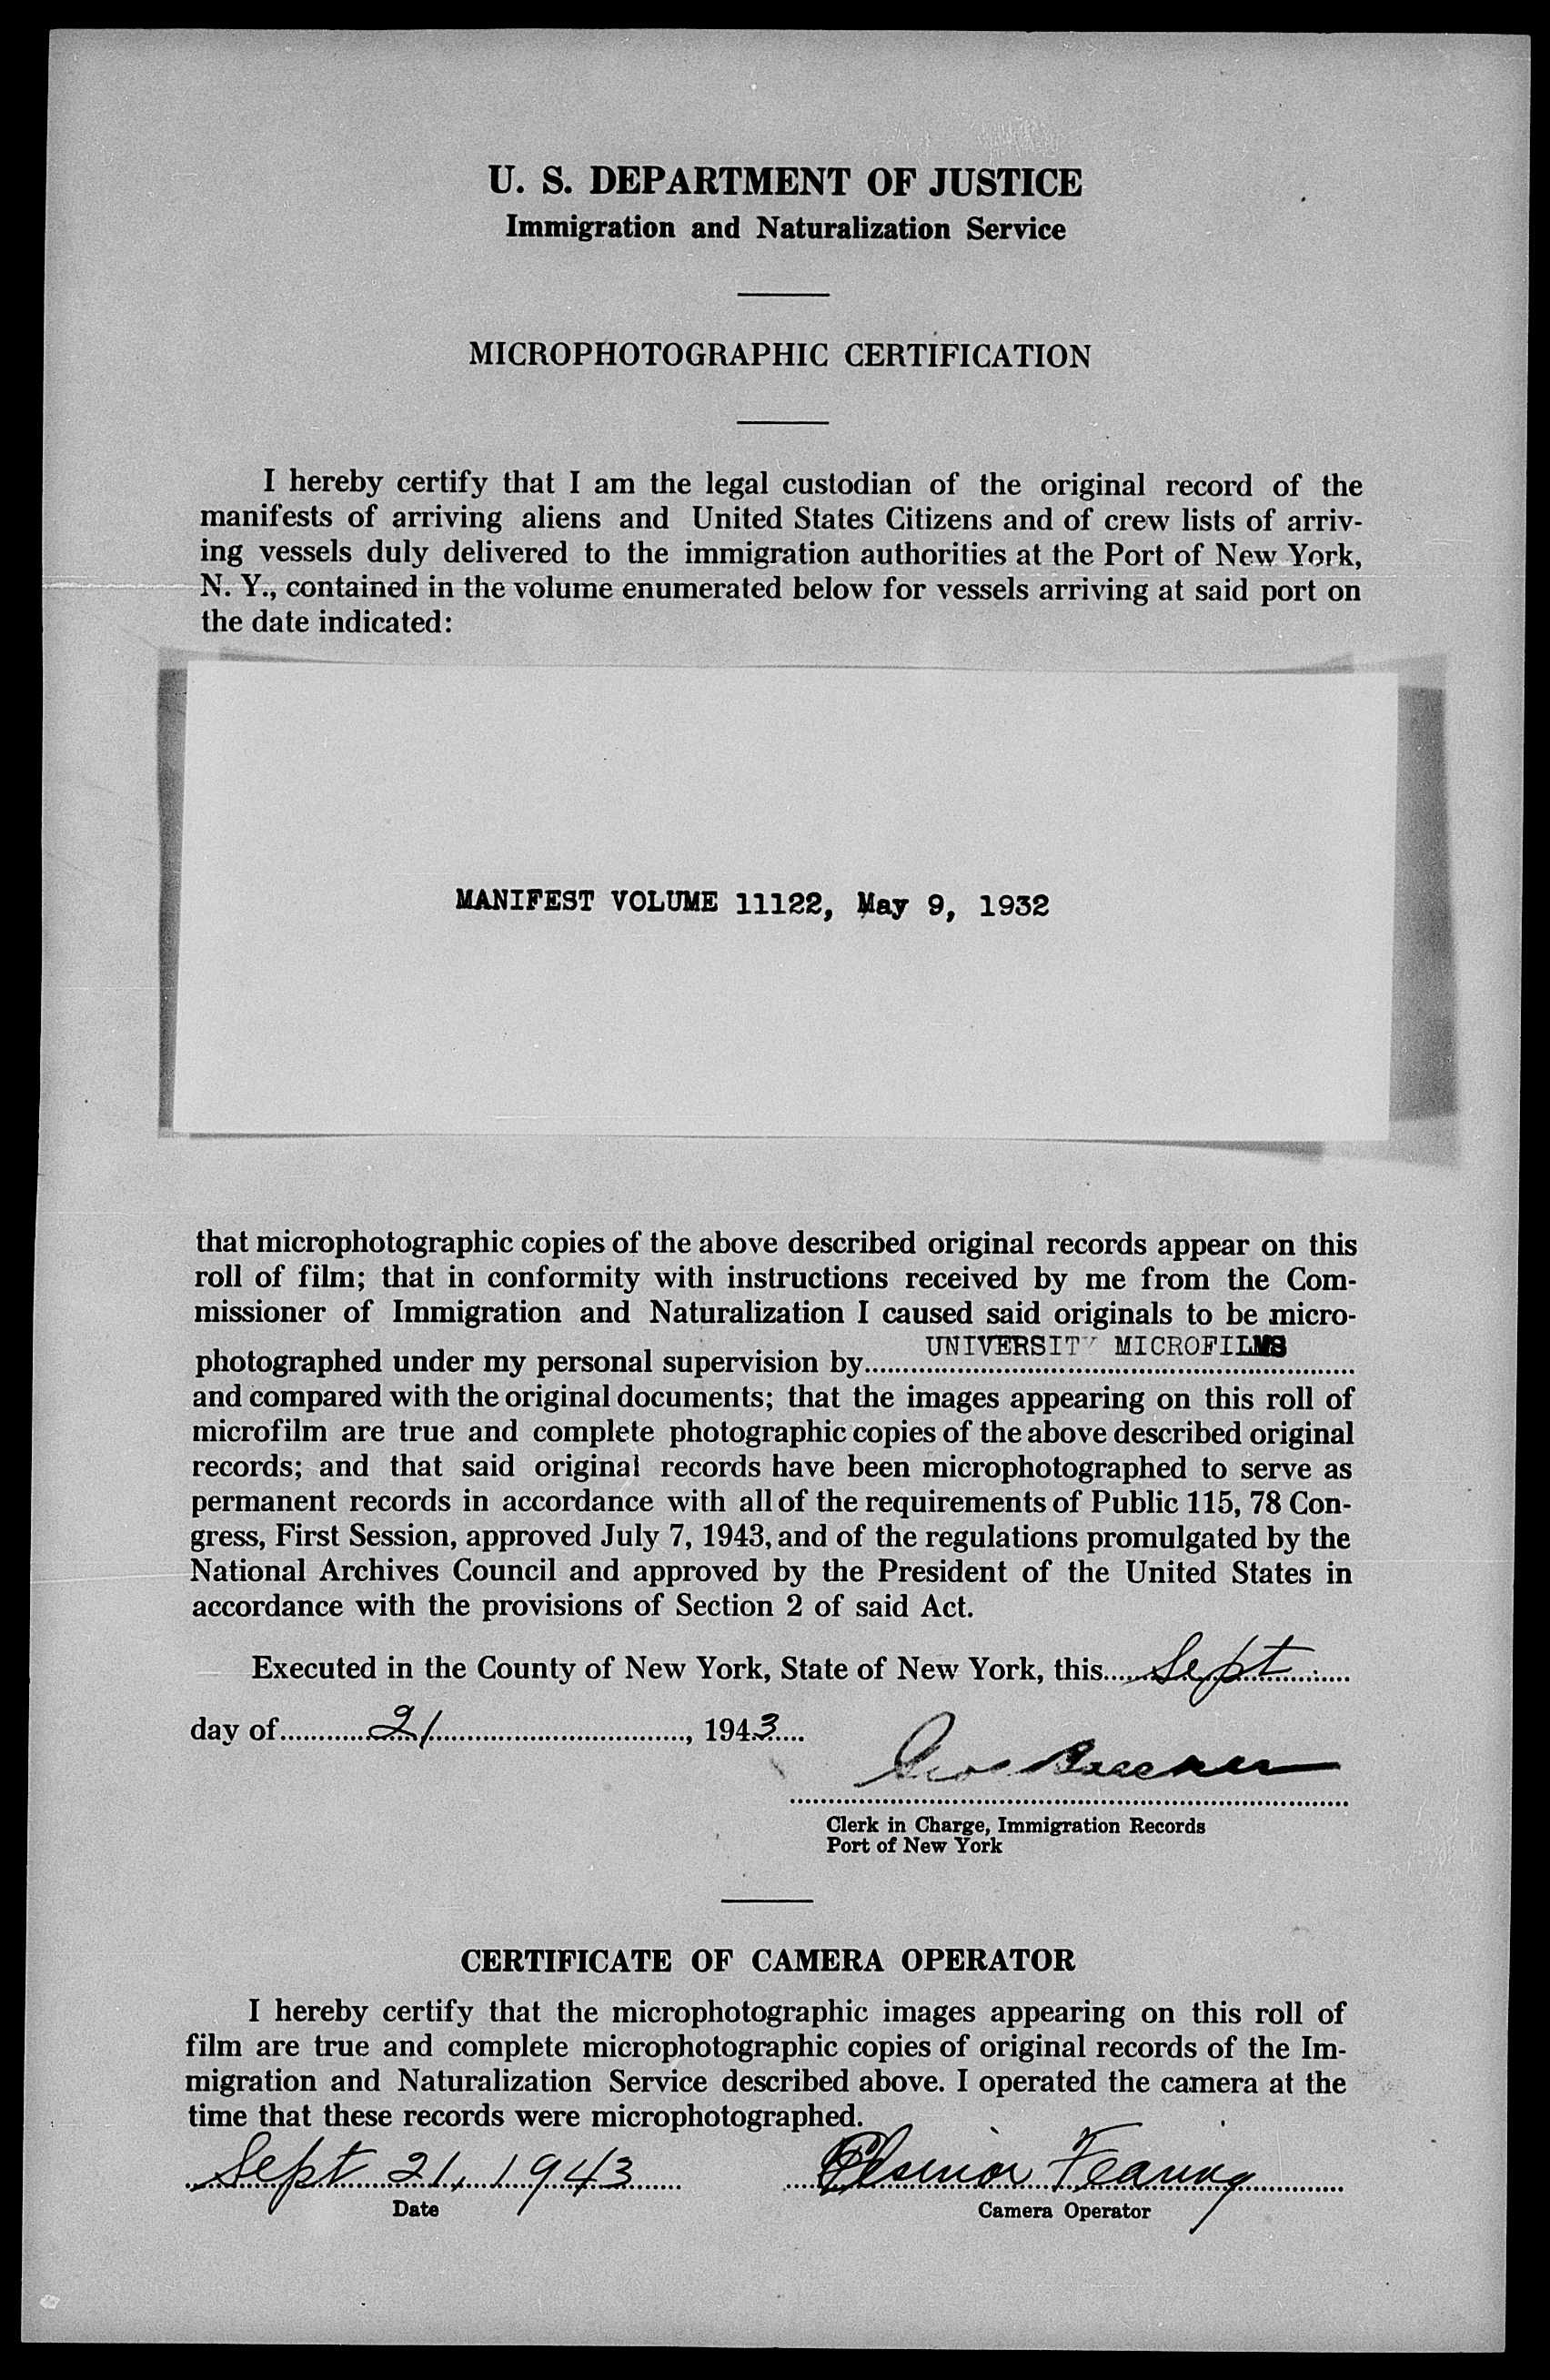 U. S. DEPARTMENT OF JUSTICE
Immigration and Naturalization Service
MICROPHOTOGRAPHIC CERTIFICATION
I hereby certify that I am the legal custodian of the original record of the
manifests of arriving aliens and United States Citizens and of crew lists of arriv-
ing vessels duly delivered to the immigration authorities at the Port of New York,
N. Y., contained in the volume enumerated below for vessels arriving at said port on
the date indicated:
MANIFEST VOLUME 11122, May 9, 1932
that microphotographic copies of the above described original records appear on this
roll of film; that in conformity with instructions received by me from the Com-
missioner of Immigration and Naturalization I caused said originals to be micro-
photographed under my personal supervision by UNIVERSITY MICROFILMS
and compared with the original documents; that the images appearing on this roll of
microfilm are true and complete photographic copies of the above described original
records; and that said original records have been microphotographed to serve as
permanent records in accordance with all of the requirements of Public 115, 78 Con-
gress, First Session, approved July 7, 1943, and of the regulations promulgated by the
National Archives Council and approved by the President of the United States in
accordance with the provisions of Section 2 of said Act.
Executed in the County of New York, State of New York, this Sept
day of 21, 1943
Clerk in Charge, Immigration Records
Port of New York
CERTIFICATE OF CAMERA OPERATOR
I hereby certify that the microphotographic images appearing on this roll of
film are true and complete microphotographic copies of original records of the Im-
migration and Naturalization Service described above. I operated the camera at the
time that these records were microphotographed.
Sept 21, 1943
Date
Camera Operator